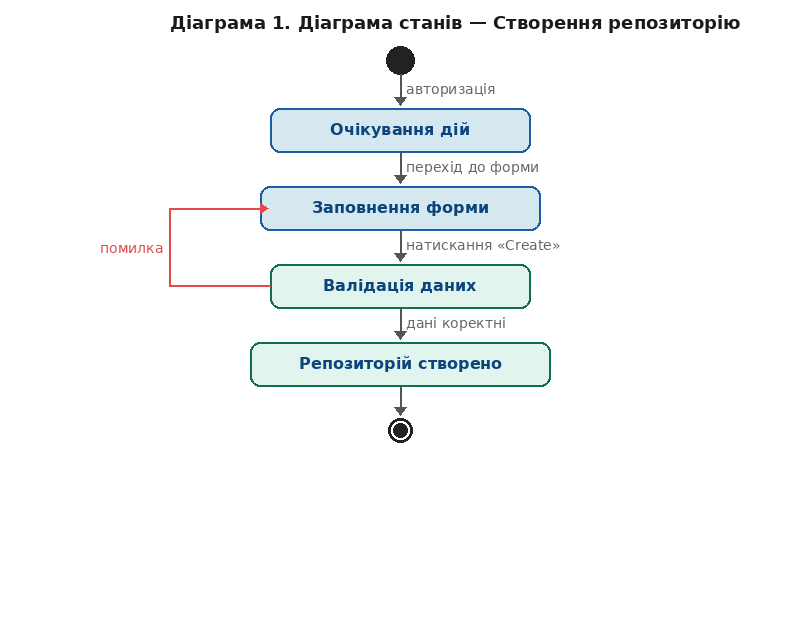 Діаграма 1. Діаграма станів — Створення репозиторію
авторизація
Очікування дій
перехід до форми
Заповнення форми
натискання «Create»
помилка
Валідація даних
дані коректні
Репозиторій створено